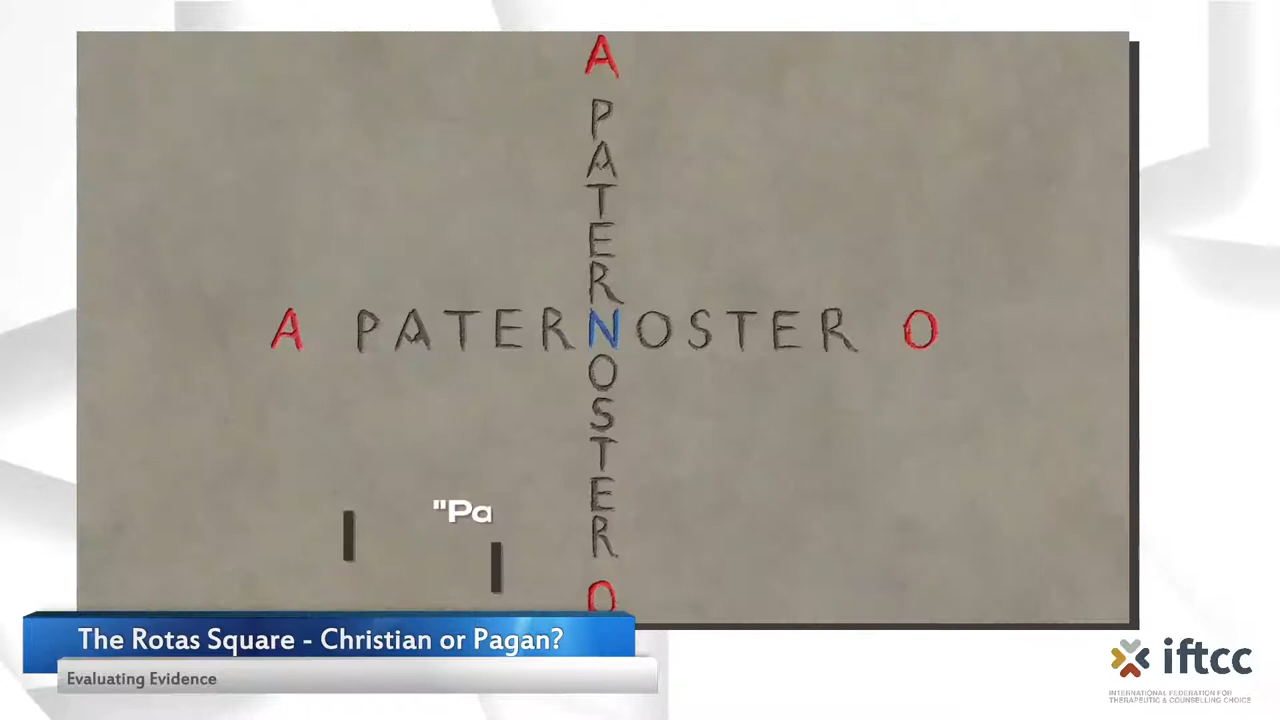 A
P
A
T
E
R
A PATERNOSTER O
O
S
T
E
R
O
"Pa
The Rotas Square - Christian or Pagan?
Evaluating Evidence
iftcc
INTERNATIONAL FEDERATION FOR
THERAPEUTIC & COUNSELLING CHOICE